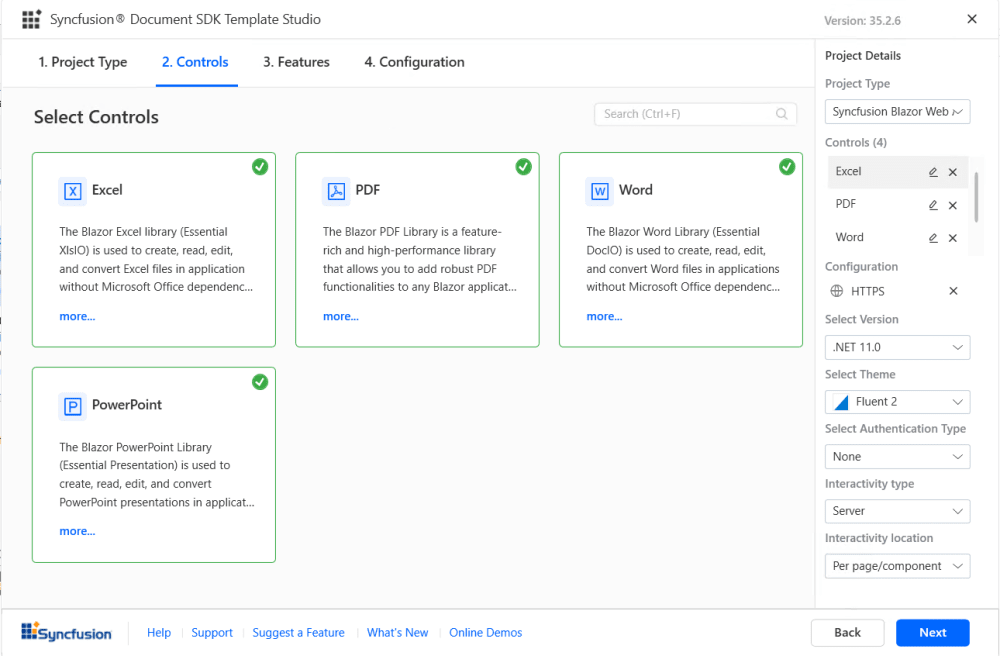 Syncfusion® Document SDK Template Studio
Version: 35.2.6
1. Project Type
2. Controls
3. Features
4. Configuration
Select Controls
Search (Ctrl+F)
Excel
The Blazor Excel library (Essential
XlsIO) is used to create, read, edit,
and convert Excel files in application
without Microsoft Office dependenc...
more...
PDF
The Blazor PDF Library is a feature-
rich and high-performance library
that allows you to add robust PDF
functionalities to any Blazor applicat...
more...
Word
The Blazor Word Library (Essential
DocIO) is used to create, read, edit,
and convert Word files in applications
without Microsoft Office dependenc...
more...
PowerPoint
The Blazor PowerPoint Library
(Essential Presentation) is used to
create, read, edit, and convert
PowerPoint presentations in applicat...
more...
Project Details
Project Type
Syncfusion Blazor Web
Controls (4)
Excel
PDF
Word
Configuration
HTTPS
Select Version
.NET 11.0
Select Theme
Fluent 2
Select Authentication Type
None
Interactivity type
Server
Interactivity location
Per page/component
Syncfusion
Help
Support
Suggest a Feature
What's New
Online Demos
Back
Next